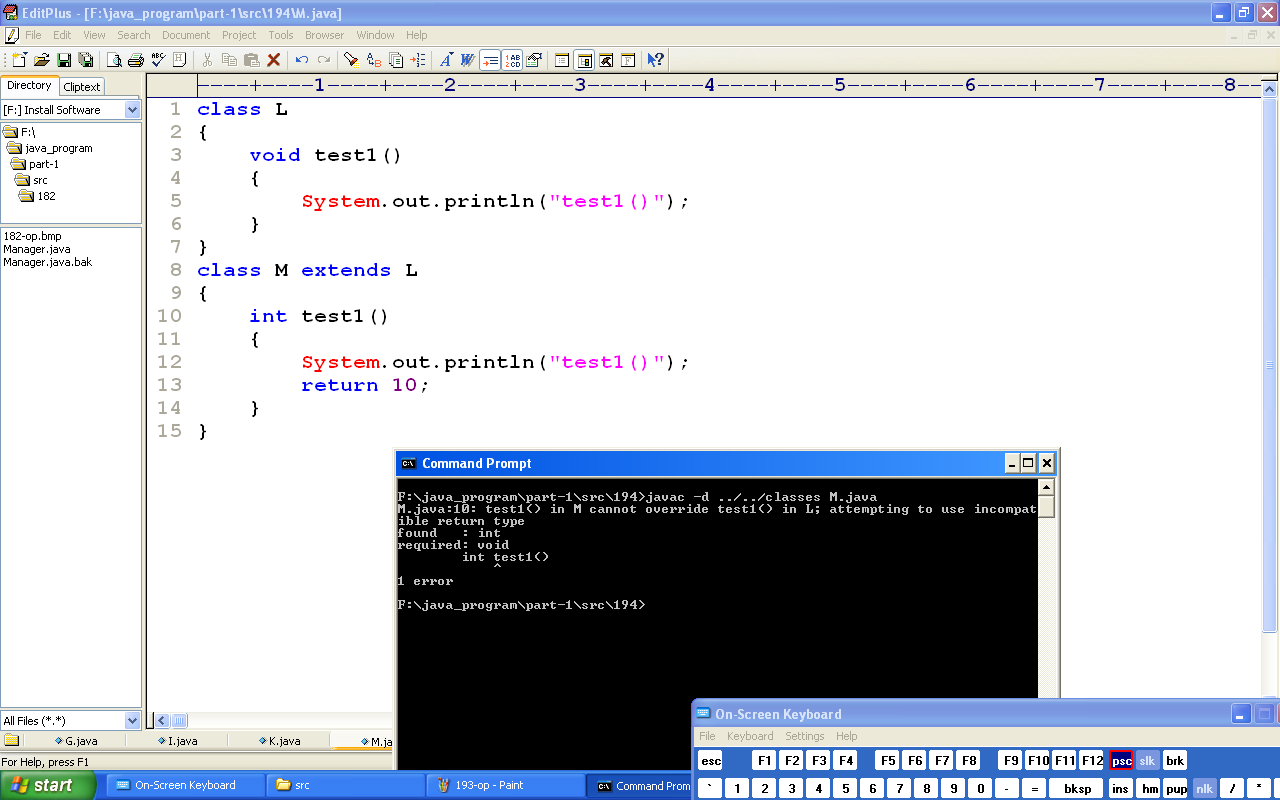 EditPlus - [F:\java_program\part-1\src\194\M.java]
File Edit View Search Document Project Tools Browser Window Help
Directory Cliptext
[F:] Install Software
F:\
java_program
part-1
src
182
182-op.bmp
Manager.java
Manager.java.bak
All Files (*.*)
----+----1----+----2----+----3----+----4----+----5----+----6----+----7----+----8--
1 class L
2 {
3 void test1()
4 {
5 System.out.println("test1()");
6 }
7 }
8 class M extends L
9 {
10 int test1()
11 {
12 System.out.println("test1()");
13 return 10;
14 }
15 }
Command Prompt
F:\java_program\part-1\src\194>javac -d ../../classes M.java
M.java:10: test1() in M cannot override test1() in L; attempting to use incompat
ible return type
found : int
required: void
int test1()
^
1 error
F:\java_program\part-1\src\194>
G.java I.java K.java M.ja
For Help, press F1
On-Screen Keyboard
File Keyboard Settings Help
esc F1 F2 F3 F4 F5 F6 F7 F8 F9 F10 F11 F12 psc slk brk
` 1 2 3 4 5 6 7 8 9 0 - = bksp ins hm pup nlk / *
start On-Screen Keyboard src 193-op - Paint Command Prom